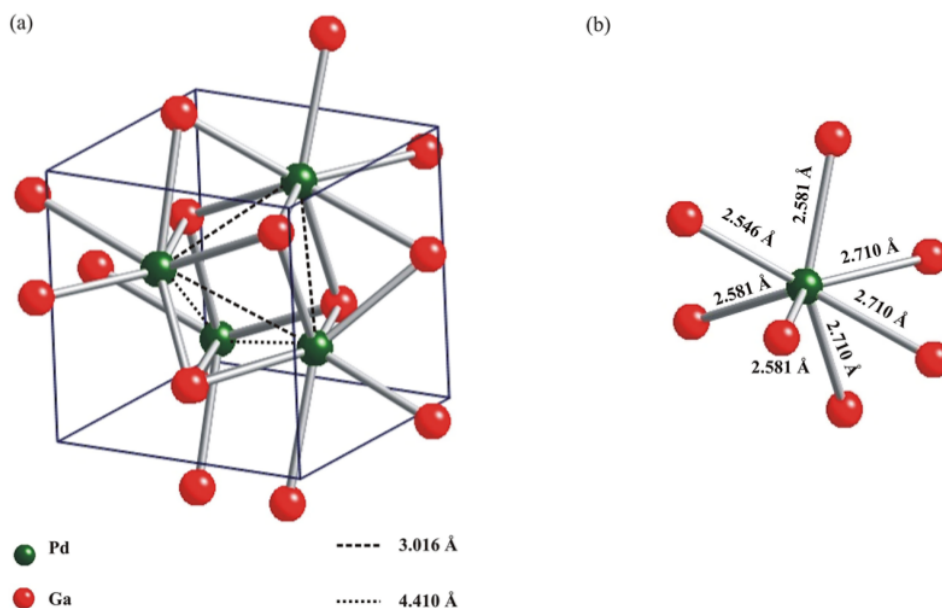 (a)
(b)
2.581 Å
2.546 Å
2.710 Å
2.581 Å
2.710 Å
2.710 Å
2.581 Å
Pd
3.016 Å
Ga
4.410 Å